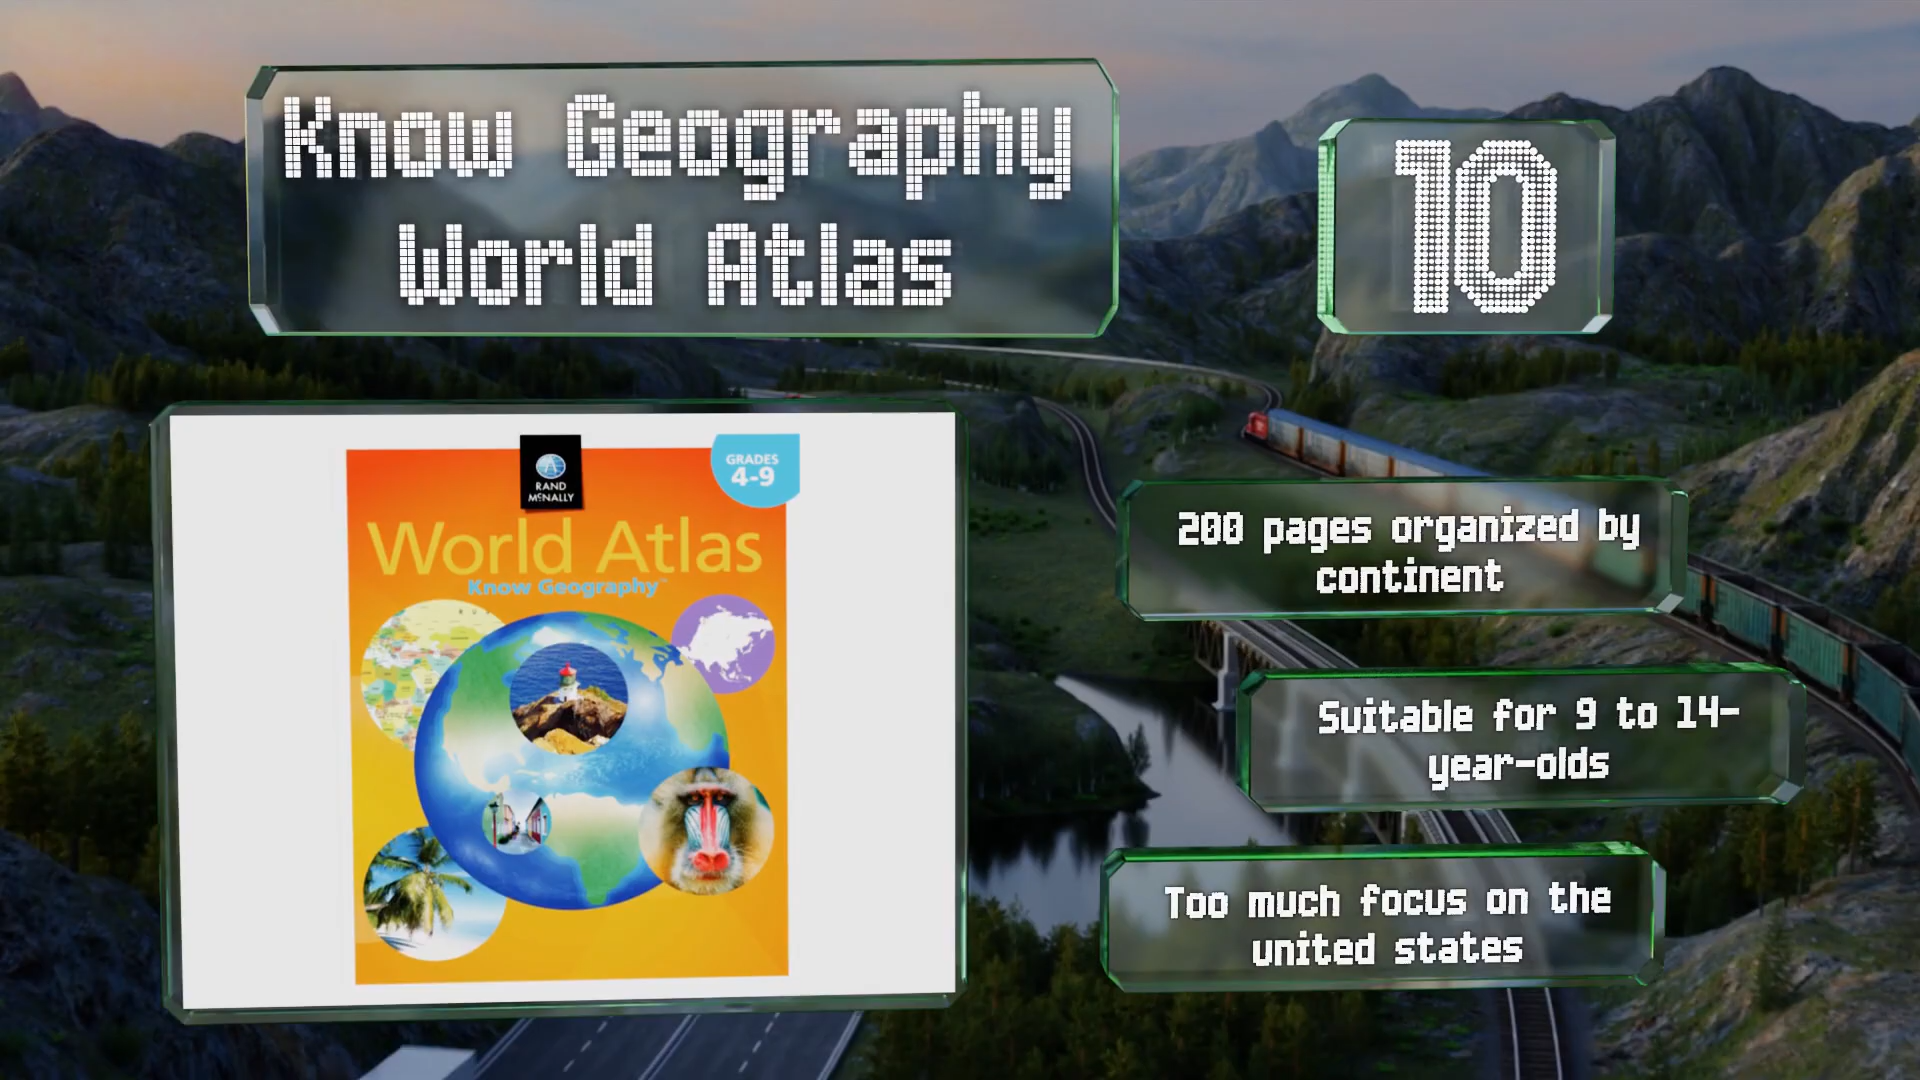 Know Geography
World Atlas
10
RAND
McNALLY
GRADES
4-9
World Atlas
Know Geography™
200 pages organized by
continent
Suitable for 9 to 14-
year-olds
Too much focus on the
united states